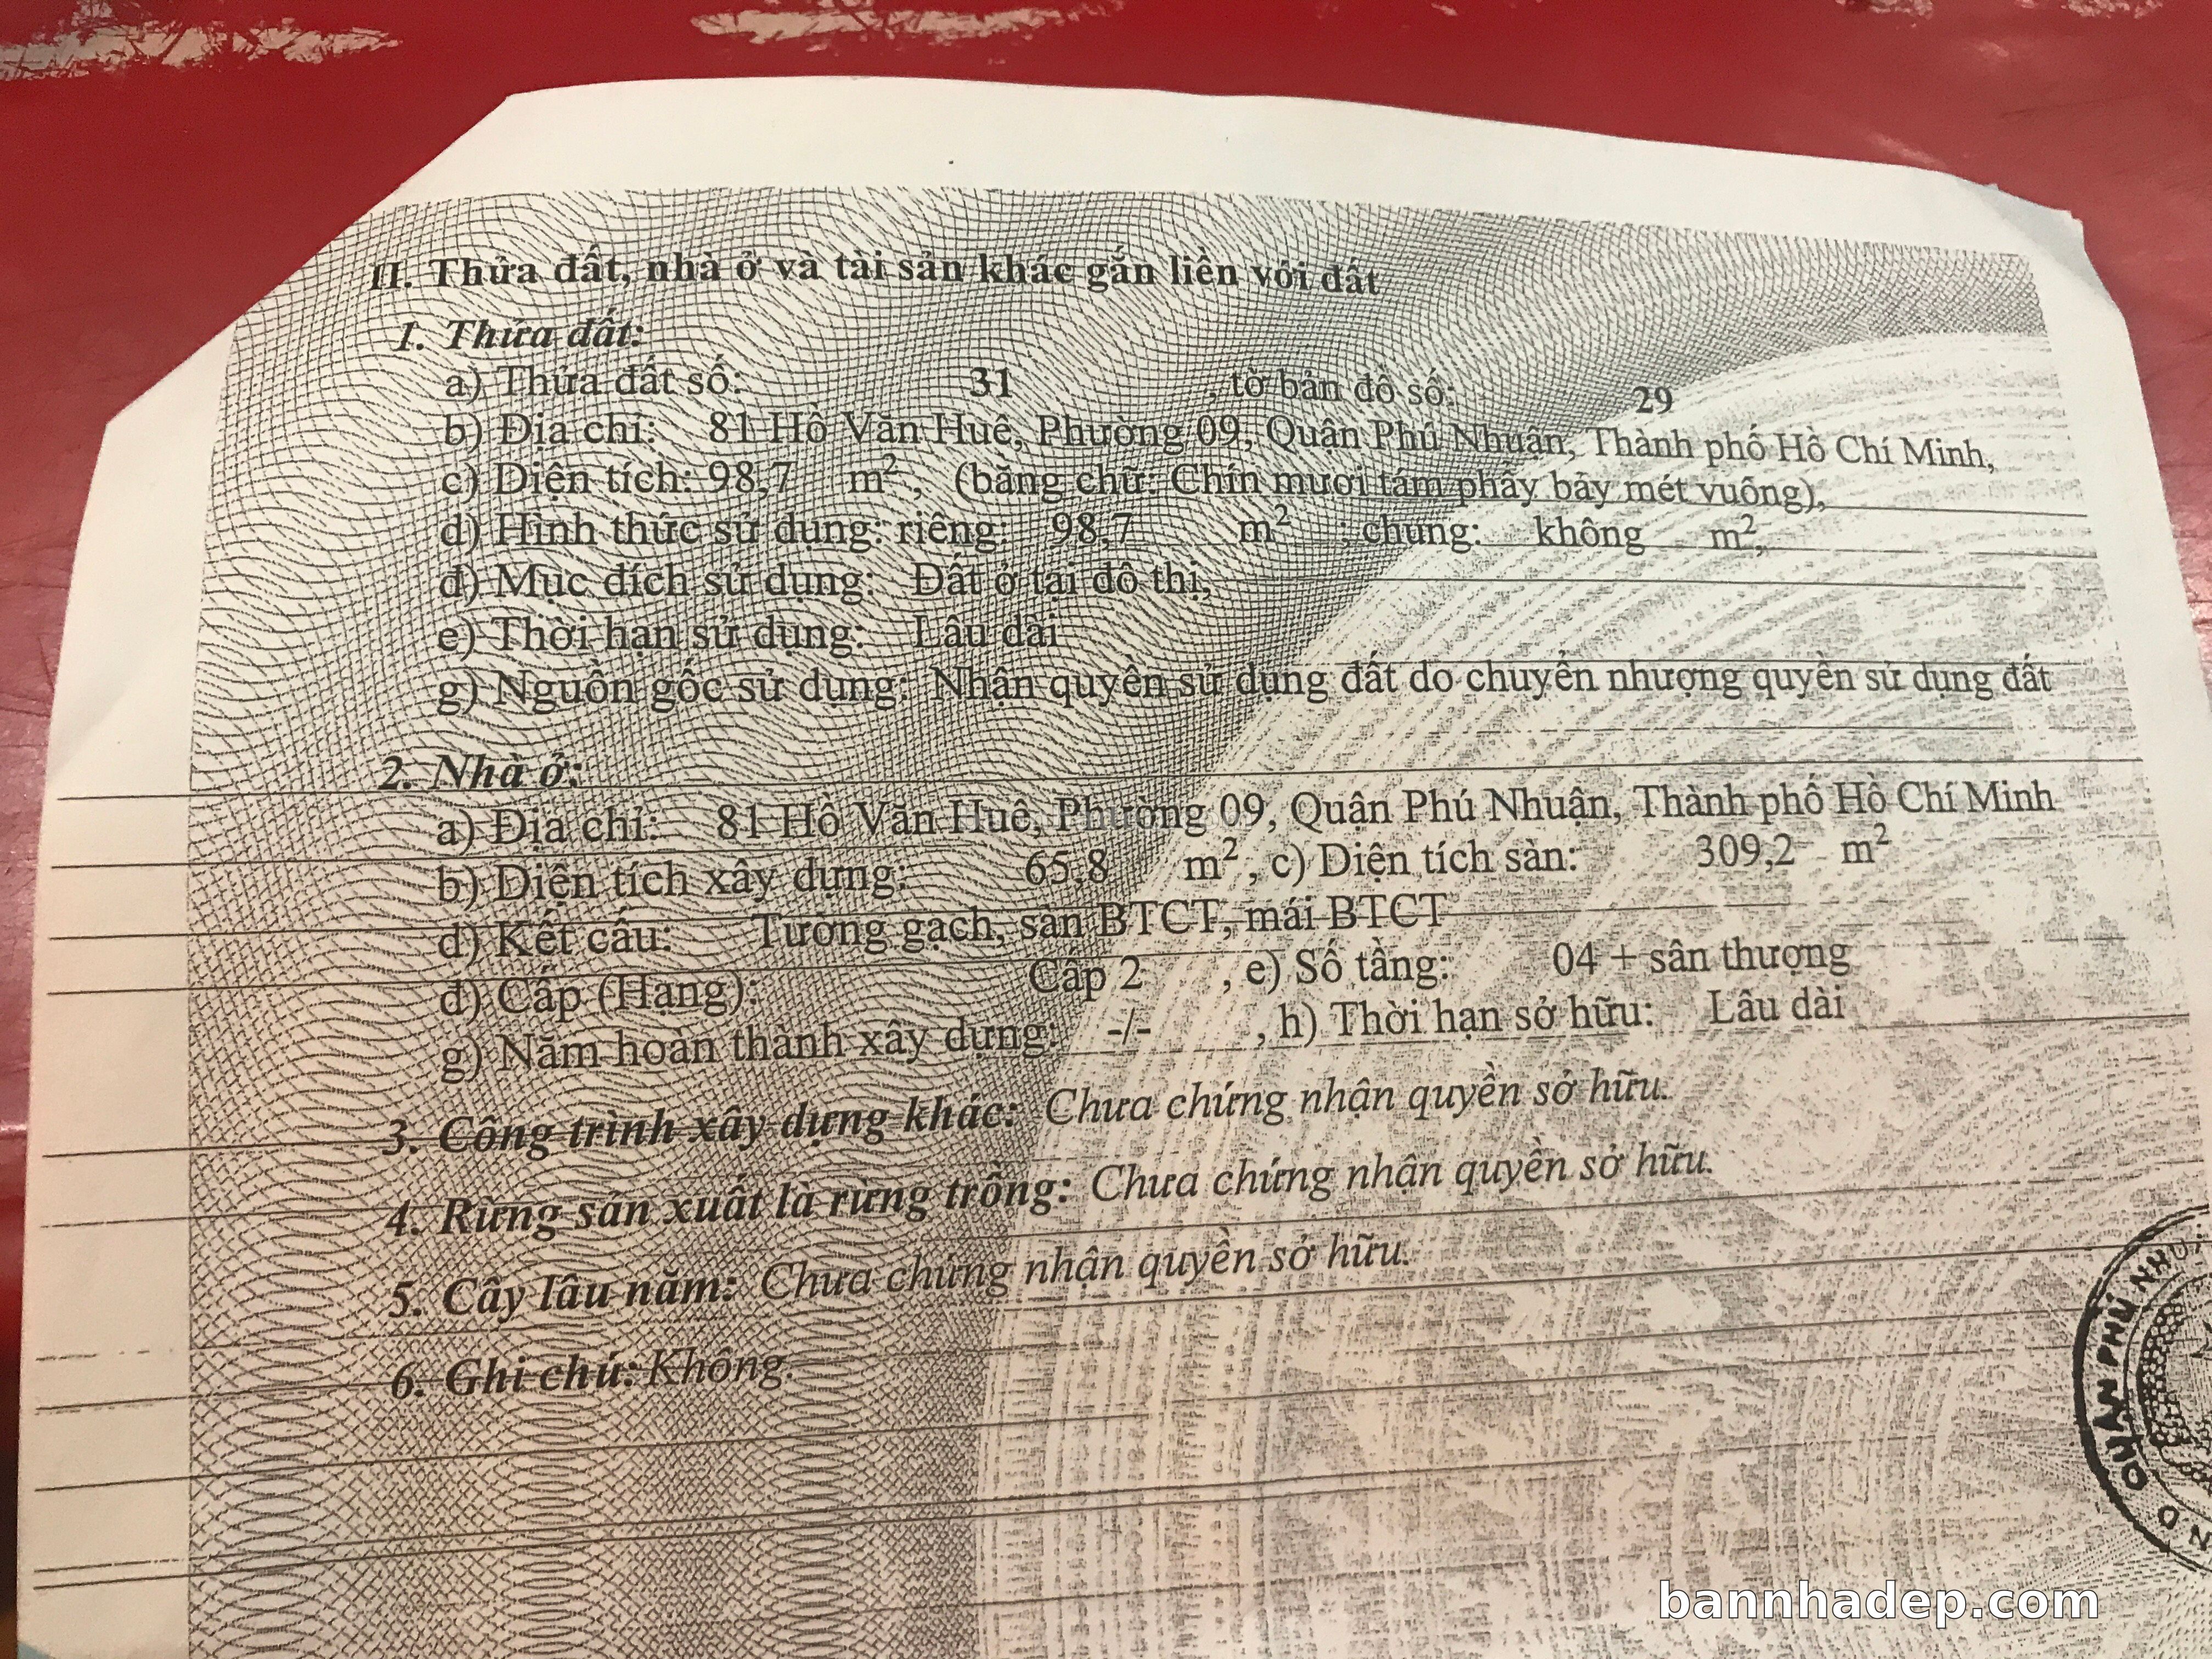 II. Thửa đất, nhà ở và tài sản khác gắn liền với đất
1. Thửa đất:
a) Thửa đất số: 31 , tờ bản đồ số: 29
b) Địa chỉ: 81 Hồ Văn Huê, Phường 09, Quận Phú Nhuận, Thành phố Hồ Chí Minh,
c) Diện tích: 98,7 m², (bằng chữ: Chín mươi tám phẩy bảy mét vuông),
d) Hình thức sử dụng: riêng: 98,7 m² ; chung: không m²,
đ) Mục đích sử dụng: Đất ở tại đô thị,
e) Thời hạn sử dụng: Lâu dài
g) Nguồn gốc sử dụng: Nhận quyền sử dụng đất do chuyển nhượng quyền sử dụng đất
2. Nhà ở:
a) Địa chỉ: 81 Hồ Văn Huê, Phường 09, Quận Phú Nhuận, Thành phố Hồ Chí Minh
b) Diện tích xây dựng: 65,8 m², c) Diện tích sàn: 309,2 m²
d) Kết cấu: Tường gạch, sàn BTCT, mái BTCT
đ) Cấp (Hạng): Cấp 2 , e) Số tầng: 04 + sân thượng
g) Năm hoàn thành xây dựng: -/- , h) Thời hạn sở hữu: Lâu dài
3. Công trình xây dựng khác: Chưa chứng nhận quyền sở hữu.
4. Rừng sản xuất là rừng trồng: Chưa chứng nhận quyền sở hữu.
5. Cây lâu năm: Chưa chứng nhận quyền sở hữu.
6. Ghi chú: Không.
QUẬN PHÚ
bannhadep.com